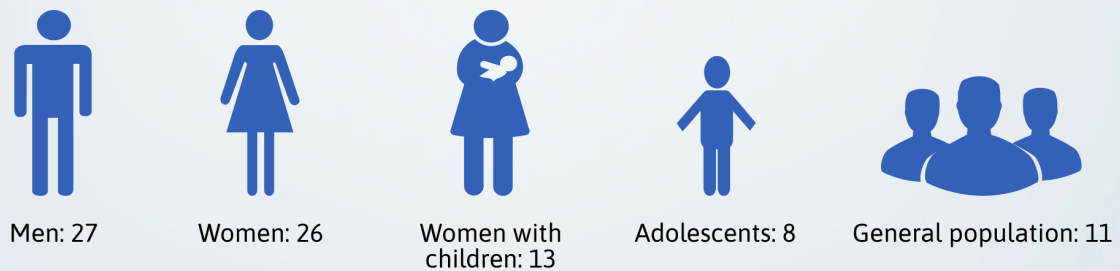 Men: 27
Women: 26
Women with
children: 13
Adolescents: 8
General population: 11